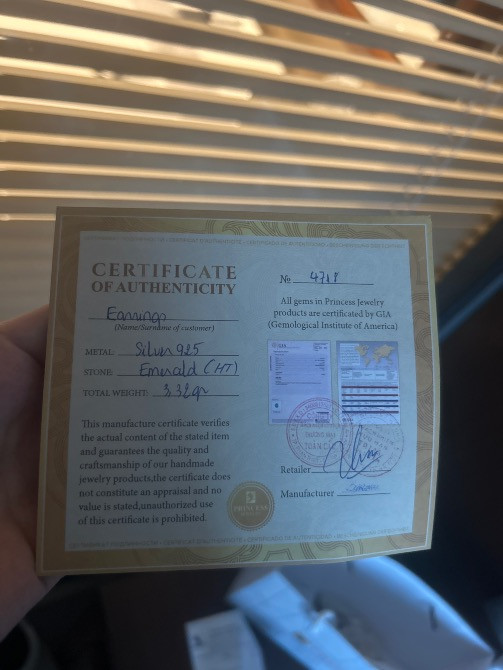 CERTIFICATE
OF AUTHENTICITY
Earrings
(Name/Surname of customer)
METAL: Silver 925
STONE: Emerald (HT)
TOTAL WEIGHT: 3.32gr
This manufacture certificate verifies
the actual content of the stated item
and guarantees the quality and
craftsmanship of our handmade
jewelry products,the certificate does
not constitute an appraisal and no
value is stated,unauthorized use
of this certificate is prohibited.
№
All gems in Princess Jewelry
products are certified by GIA
(Gemological Institute of America)
GIA
Retailer
Manufacturer